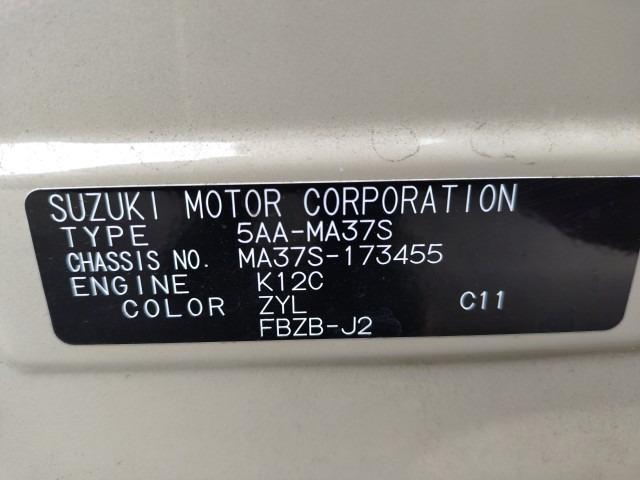 SUZUKI MOTOR CORPORATION
TYPE 5AA-MA37S
CHASSIS NO. MA37S-173455
ENGINE K12C
COLOR ZYL C11
FBZB-J2